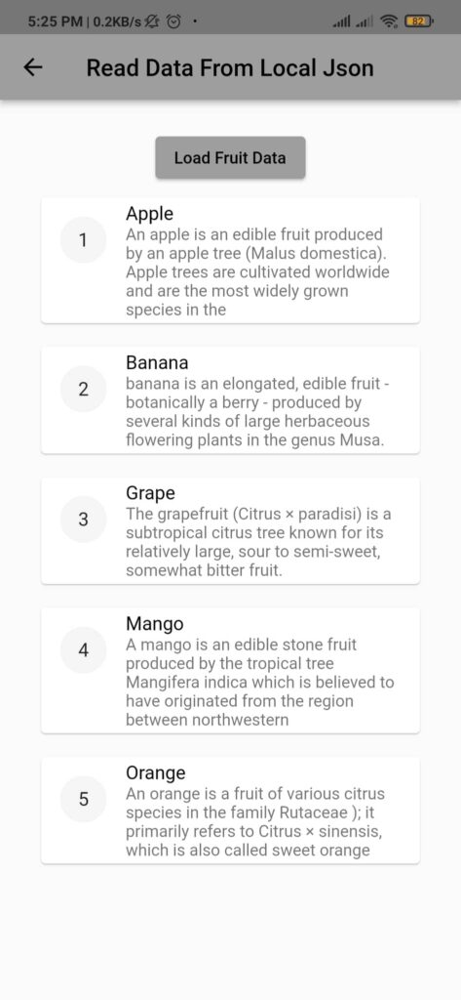 5:25 PM | 0.2KB/s
82
Read Data From Local Json
Load Fruit Data
1
Apple
An apple is an edible fruit produced
by an apple tree (Malus domestica).
Apple trees are cultivated worldwide
and are the most widely grown
species in the
2
Banana
banana is an elongated, edible fruit -
botanically a berry - produced by
several kinds of large herbaceous
flowering plants in the genus Musa.
3
Grape
The grapefruit (Citrus × paradisi) is a
subtropical citrus tree known for its
relatively large, sour to semi-sweet,
somewhat bitter fruit.
4
Mango
A mango is an edible stone fruit
produced by the tropical tree
Mangifera indica which is believed to
have originated from the region
between northwestern
5
Orange
An orange is a fruit of various citrus
species in the family Rutaceae ); it
primarily refers to Citrus × sinensis,
which is also called sweet orange